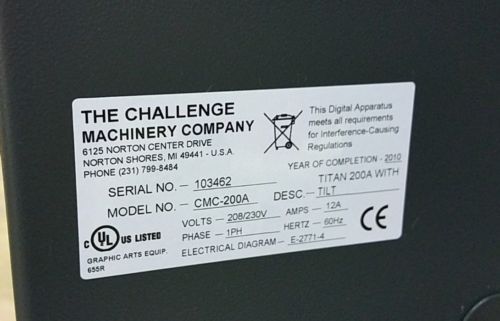 THE CHALLENGE
MACHINERY COMPANY
6125 NORTON CENTER DRIVE
NORTON SHORES, MI 49441 - U.S.A.
PHONE (231) 799-8484
This Digital Apparatus
meets all requirements
for Interference-Causing
Regulations
YEAR OF COMPLETION - 2010
SERIAL NO. - 103462
TITAN 200A WITH
MODEL NO. - CMC-200A DESC. - TILT
VOLTS - 208/230V AMPS - 12A
PHASE - 1PH HERTZ - 60Hz
ELECTRICAL DIAGRAM - E-2771-4
C UL US LISTED
CE
GRAPHIC ARTS EQUIP.
655R